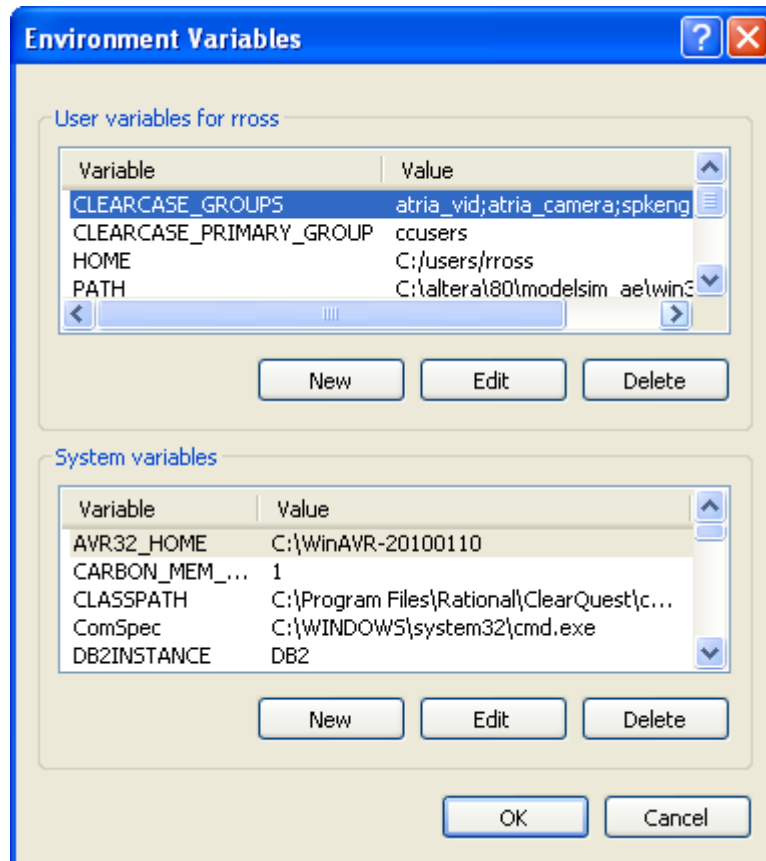 Environment Variables
User variables for rross
Variable Value
CLEARCASE_GROUPS atria_vid;atria_camera;spkeng
CLEARCASE_PRIMARY_GROUP ccusers
HOME C:/users/rross
PATH C:\altera\80\modelsim_ae\win3
New Edit Delete
System variables
Variable Value
AVR32_HOME C:\WinAVR-20100110
CARBON_MEM_... 1
CLASSPATH C:\Program Files\Rational\ClearQuest\c...
ComSpec C:\WINDOWS\system32\cmd.exe
DB2INSTANCE DB2
New Edit Delete
OK Cancel